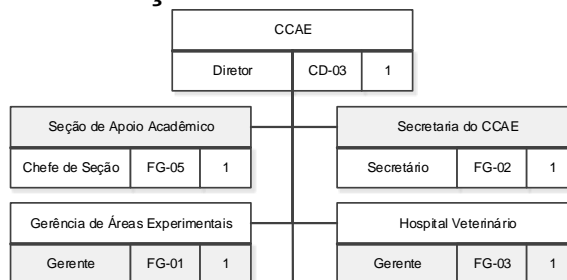 CCAE
Diretor CD-03 1
Seção de Apoio Acadêmico
Chefe de Seção FG-05 1
Secretaria do CCAE
Secretário FG-02 1
Gerência de Áreas Experimentais
Gerente FG-01 1
Hospital Veterinário
Gerente FG-03 1